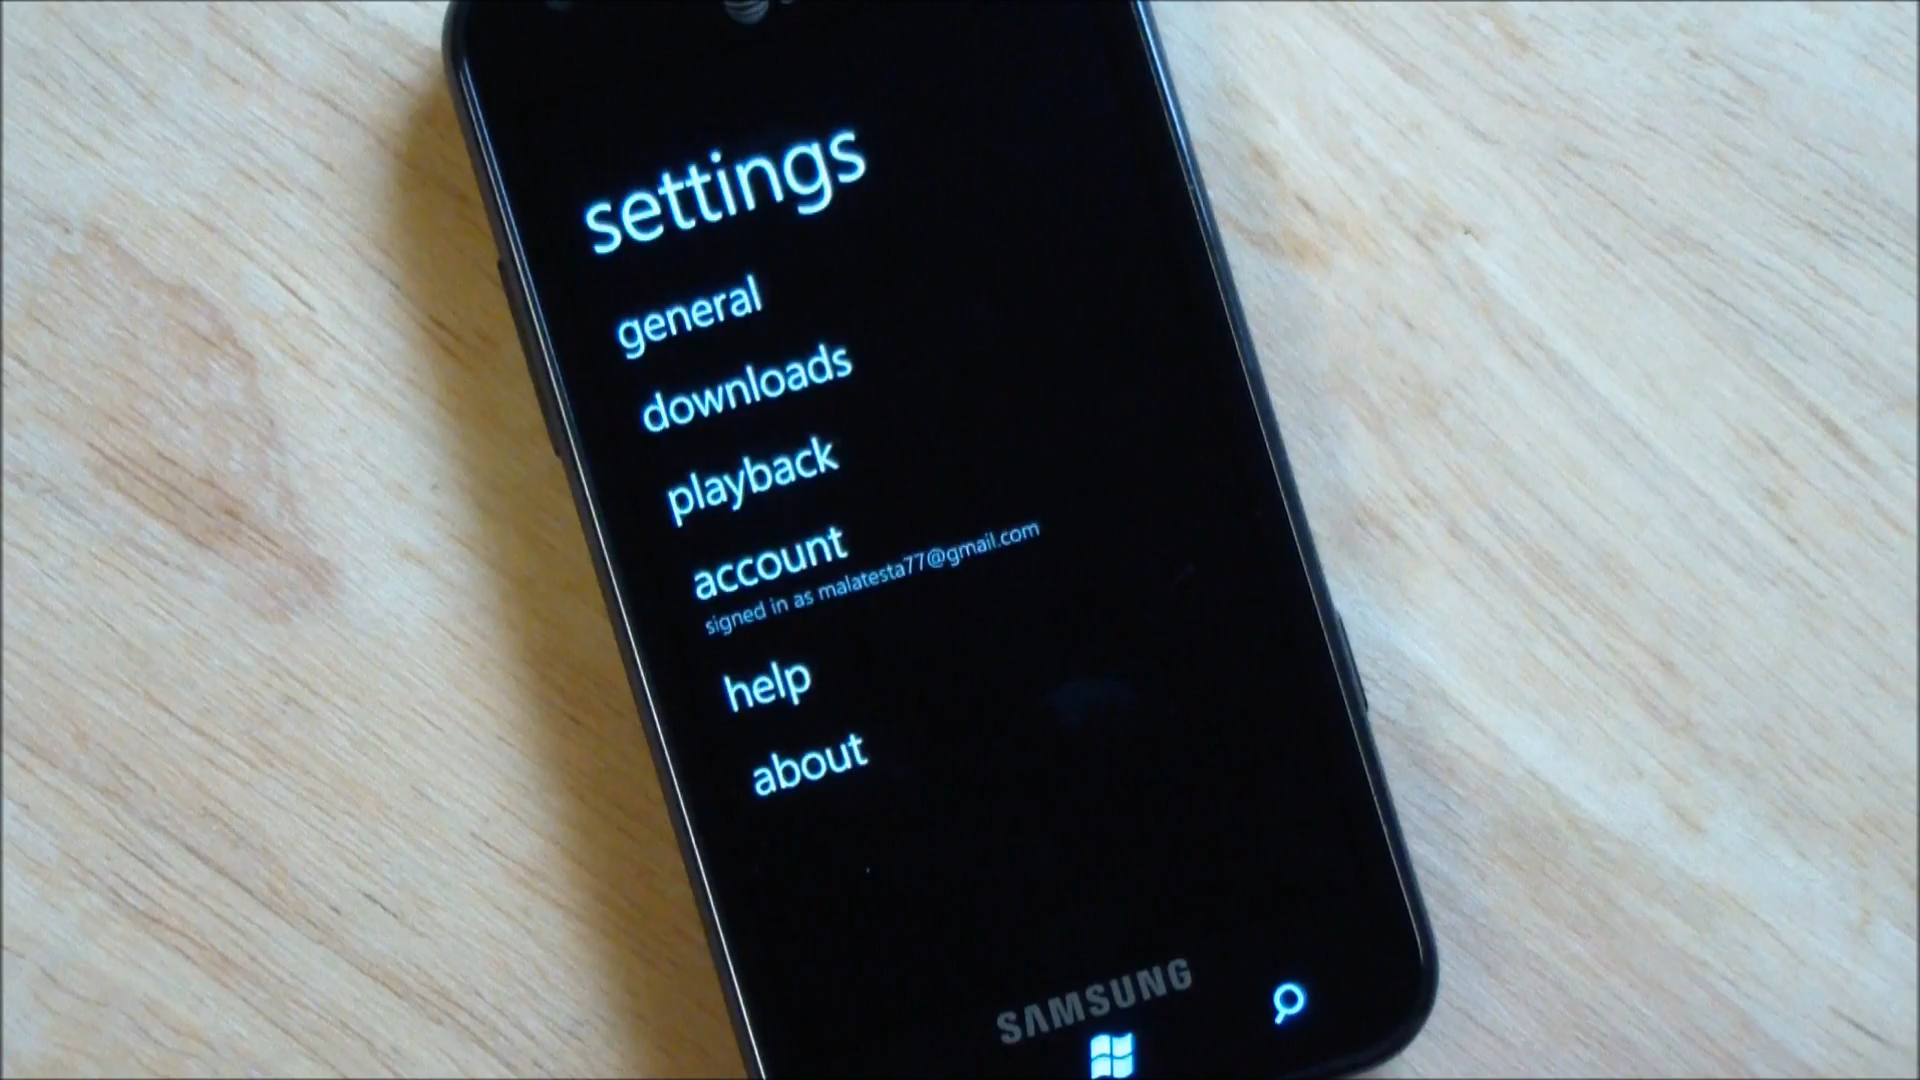 settings
general
downloads
playback
account
signed in as malatesta77@gmail.com
help
about
SAMSUNG